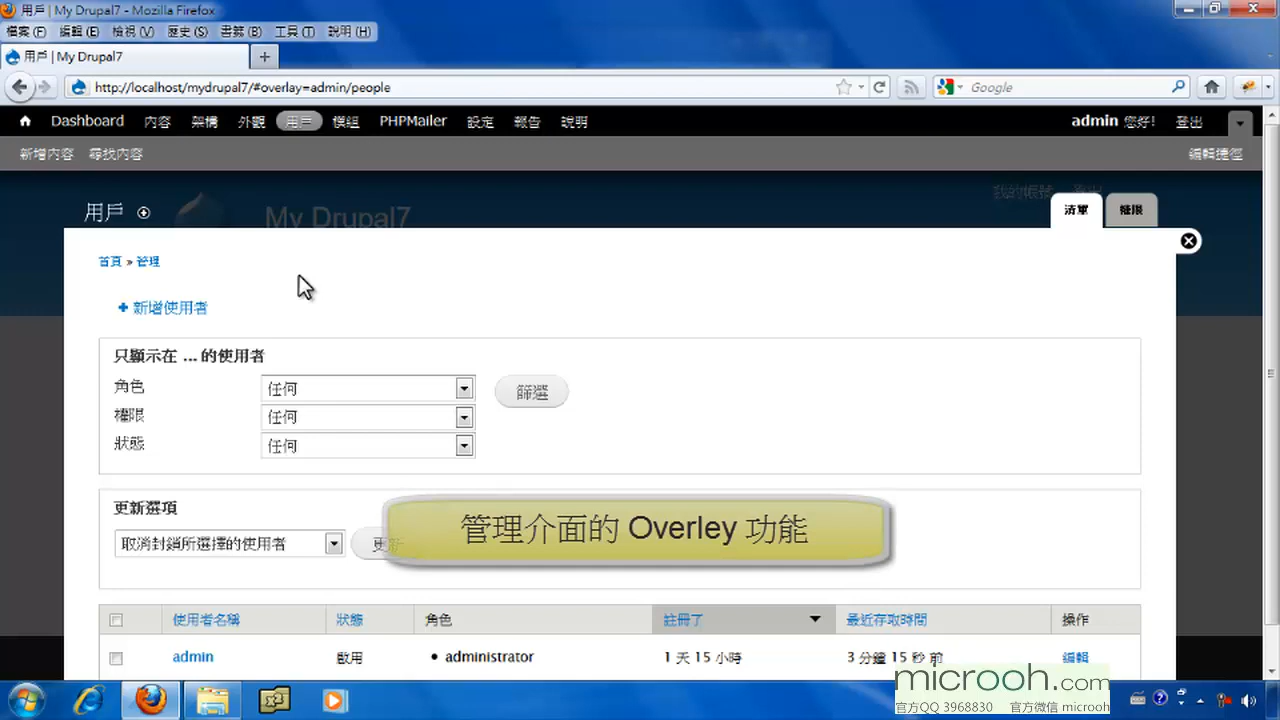 用戶 | My Drupal7 - Mozilla Firefox
檔案 (F) 編輯 (E) 檢視 (V) 歷史 (S) 書籤 (B) 工具 (T) 說明 (H)
用戶 | My Drupal7
http://localhost/mydrupal7/#overlay=admin/people
Google
Dashboard 內容 架構 外觀 用戶 模組 PHPMailer 設定 報告 說明 admin 您好! 登出
新增內容 尋找內容 編輯捷徑
我的帳號 登出
用戶 My Drupal7 清單 權限
首頁 » 管理
新增使用者
只顯示在 ... 的使用者
角色 任何 篩選
權限 任何
狀態 任何
更新選項
管理介面的 Overley 功能
取消封鎖所選擇的使用者 更新
使用者名稱 狀態 角色 註冊了 最近存取時間 操作
admin 啟用 • administrator 1 天 15 小時 3 分鐘 15 秒 前 編輯
microoh.com
官方QQ 3968830 官方微信 microoh